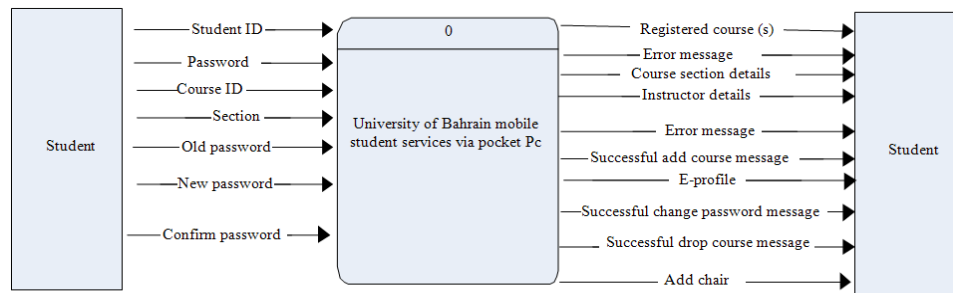 Student
Student ID
Password
Course ID
Section
Old password
New password
Confirm password
0
University of Bahrain mobile
student services via pocket Pc
Registered course (s)
Error message
Course section details
Instructor details
Error message
Successful add course message
E-profile
Successful change password message
Successful drop course message
Add chair
Student